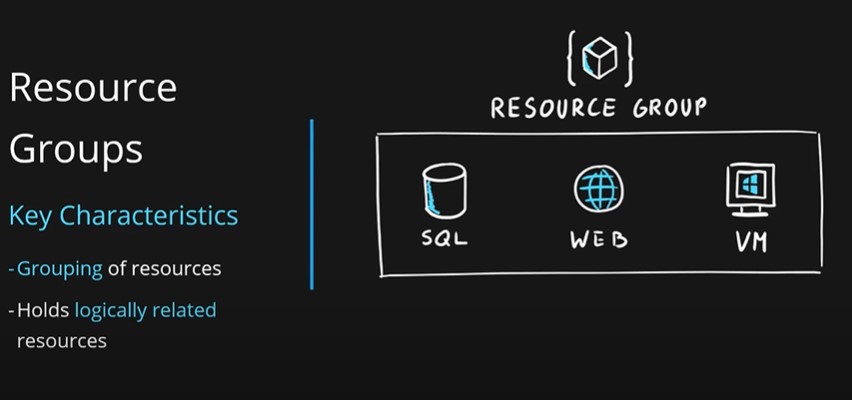 Resource
Groups
Key Characteristics
-Grouping of resources
-Holds logically related
resources
RESOURCE GROUP
SQL
WEB
VM